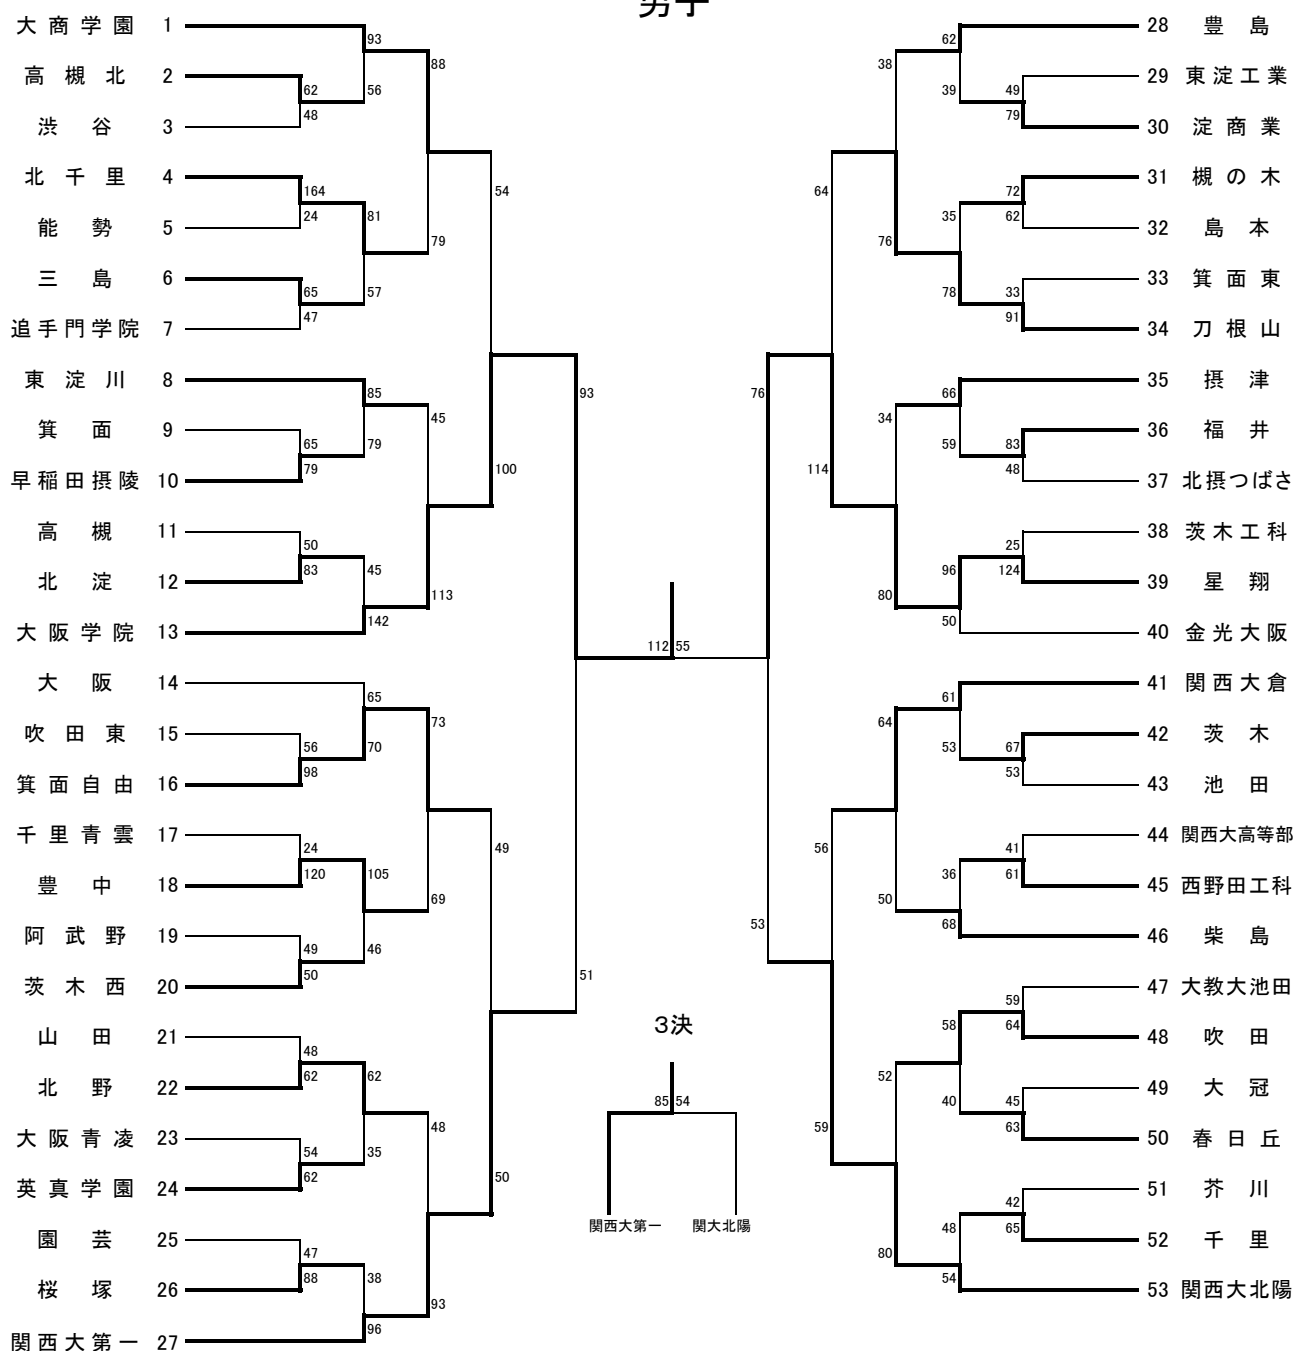 男子
大商学園 1
93
88
高槻北 2
62
56
48
渋谷 3
北千里 4
164
54
24
81
能勢 5
79
三島 6
65
57
47
追手門学院 7
東淀川 8
85
93
45
箕面 9
65
79
79
早稲田摂陵 10
100
高槻 11
50
45
北淀 12
83
113
142
大阪学院 13
大阪 14
65
73
吹田東 15
56
70
98
箕面自由 16
千里青雲 17
24
49
120
105
豊中 18
69
阿武野 19
49
46
50
茨木西 20
51
山田 21
48
62
62
北野 22
48
大阪青凌 23
54
35
62
英真学園 24
50
園芸 25
47
88
38
桜塚 26
93
96
関西大第一 27
112 55
28 豊島
62
38
29 東淀工業
39
49
79
30 淀商業
31 槻の木
72
64
35
62
32 島本
76
33 箕面東
78
33
91
34 刀根山
35 摂津
66
76
34
36 福井
59
83
48
37 北摂つばさ
114
38 茨木工科
25
96
124
39 星翔
80
50
40 金光大阪
41 関西大倉
61
64
42 茨木
53
67
53
43 池田
44 関西大高等部
41
56
36
61
45 西野田工科
50
68
53
46 柴島
47 大教大池田
59
58
64
48 吹田
52
49 大冠
40
45
63
50 春日丘
59
51 芥川
42
48
65
52 千里
80
54
53 関西大北陽
3決
85 54
関西大第一 関大北陽